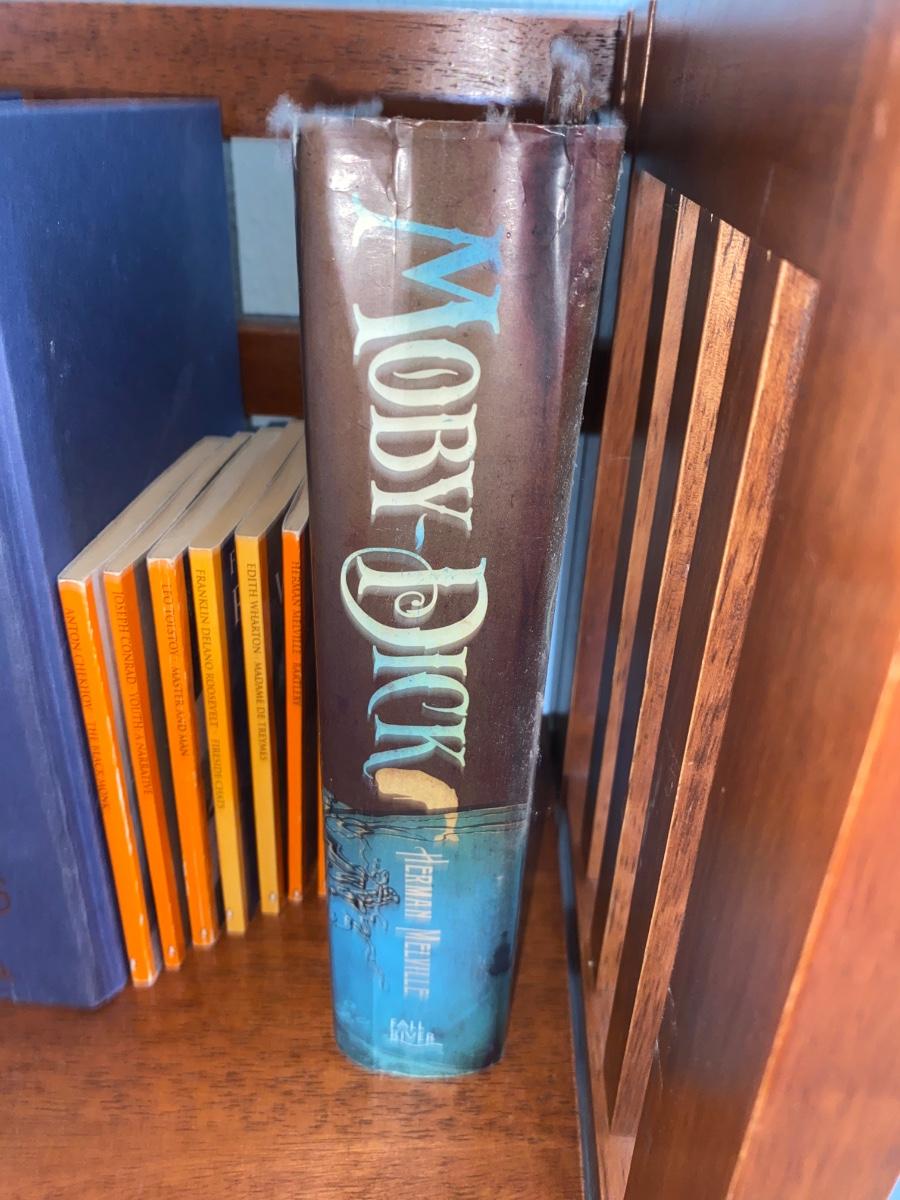 ANTON CHEKHOV THE BLACK MONK
JOSEPH CONRAD YOUTH: A NARRATIVE
LEO TOLSTOY MASTER AND MAN
FRANKLIN DELANO ROOSEVELT FIRESIDE CHATS
EDITH WHARTON MADAME DE TREYMES
HERMAN MELVILLE BARTLEBY
MOBY-DICK
HERMAN MELVILLE
FALL
RIVER